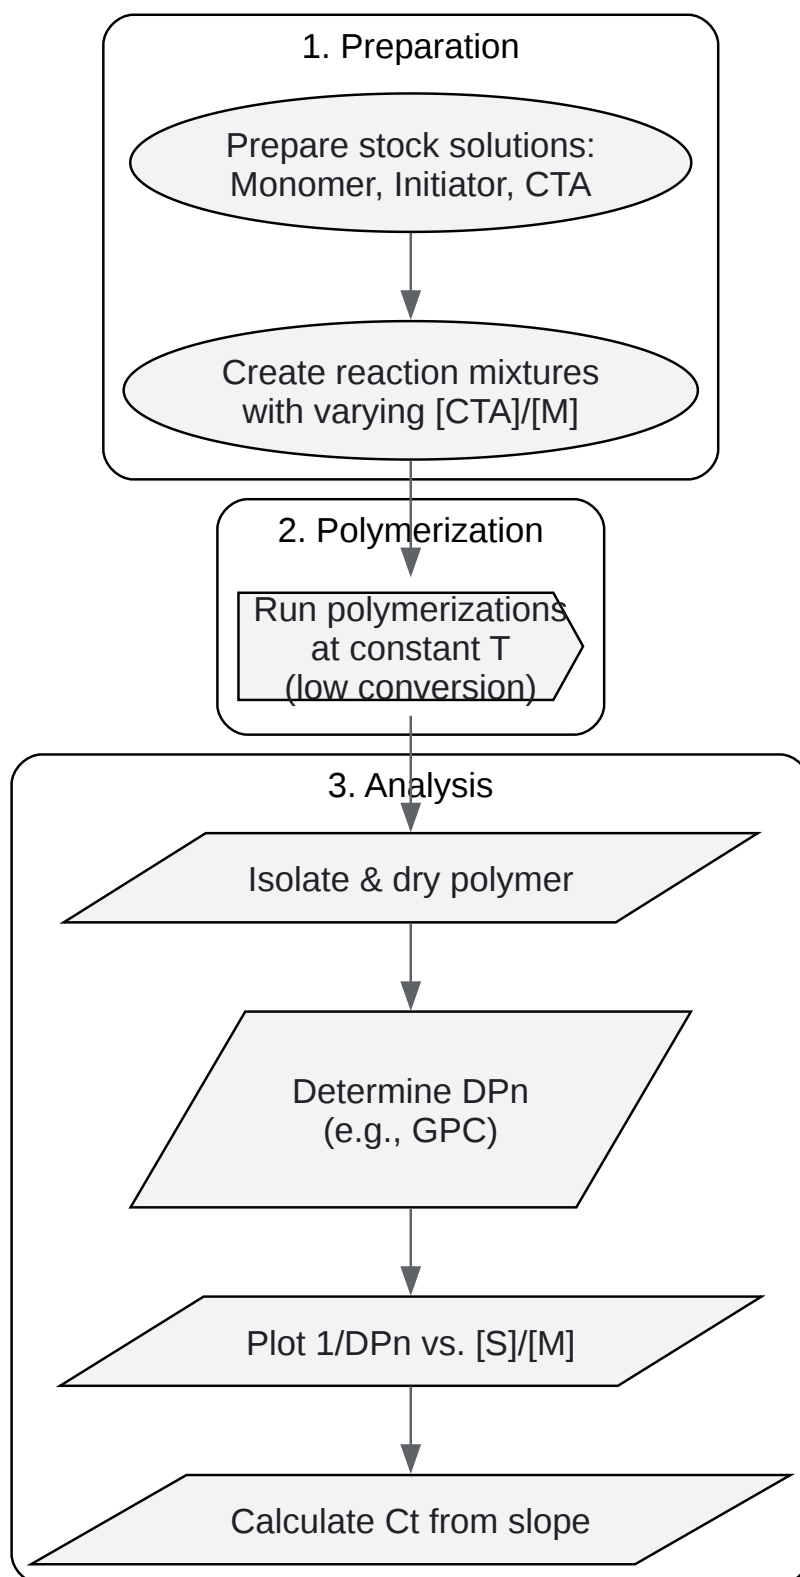 1. Preparation
Prepare stock solutions:
Monomer, Initiator, CTA
Create reaction mixtures
with varying [CTA]/[M]
2. Polymerization
Run polymerizations
at constant T
(low conversion)
3. Analysis
Isolate & dry polymer
Determine DPn
(e.g., GPC)
Plot 1/DPn vs. [S]/[M]
Calculate Ct from slope